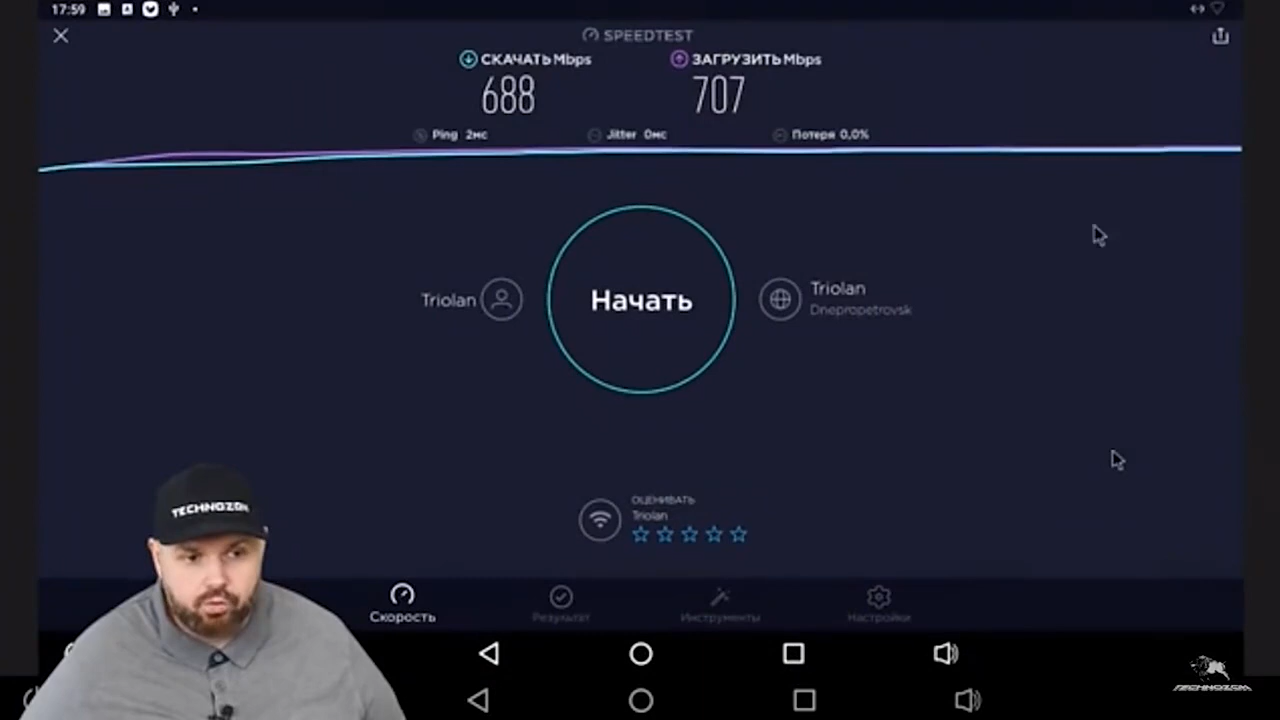 17:59
SPEEDTEST
СКАЧАТЬ Mbps
ЗАГРУЗИТЬ Mbps
688
707
Ping 2мс
Jitter 0мс
Потеря 0,0%
Triolan
Начать
Triolan
Dnepropetrovsk
ОЦЕНИВАТЬ
Triolan
TECHNOZON
Скорость
Результат
Инструменты
Настройки
TECHNOZON